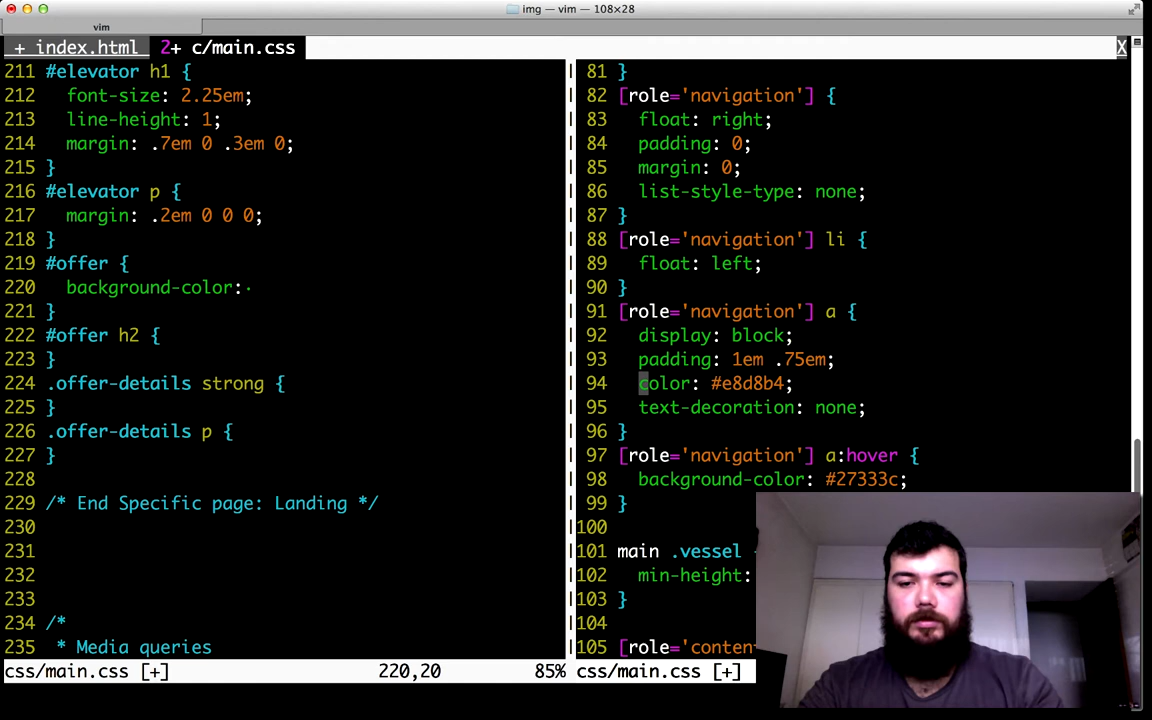 img — vim — 108×28
vim
+ index.html 2+ c/main.css X
211 #elevator h1 {
212 font-size: 2.25em;
213 line-height: 1;
214 margin: .7em 0 .3em 0;
215 }
216 #elevator p {
217 margin: .2em 0 0 0;
218 }
219 #offer {
220 background-color:·
221 }
222 #offer h2 {
223 }
224 .offer-details strong {
225 }
226 .offer-details p {
227 }
228
229 /* End Specific page: Landing */
230
231
232
233
234 /*
235 * Media queries
css/main.css [+] 220,20 85%
81 }
82 [role='navigation'] {
83 float: right;
84 padding: 0;
85 margin: 0;
86 list-style-type: none;
87 }
88 [role='navigation'] li {
89 float: left;
90 }
91 [role='navigation'] a {
92 display: block;
93 padding: 1em .75em;
94 color: #e8d8b4;
95 text-decoration: none;
96 }
97 [role='navigation'] a:hover {
98 background-color: #27333c;
99 }
100
101 main .vessel
102 min-height:
103 }
104
105 [role='conten
css/main.css [+]